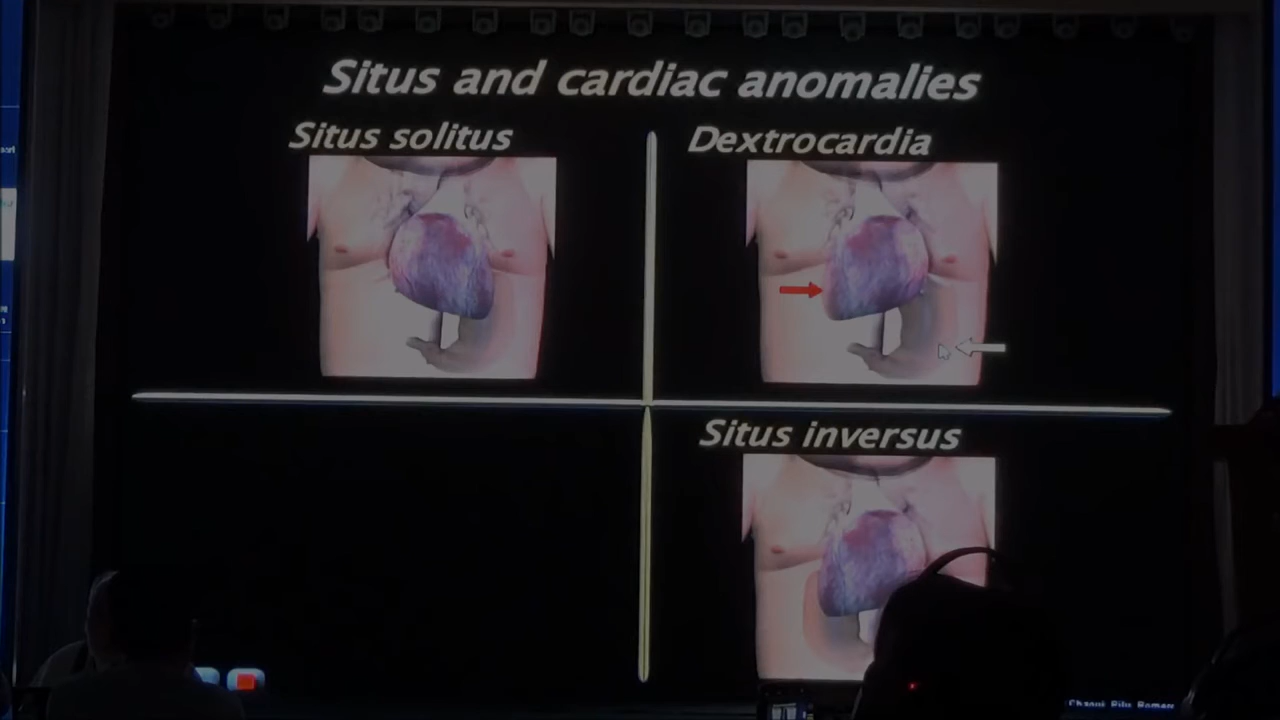 Situs and cardiac anomalies
Situs solitus
Dextrocardia
Situs inversus